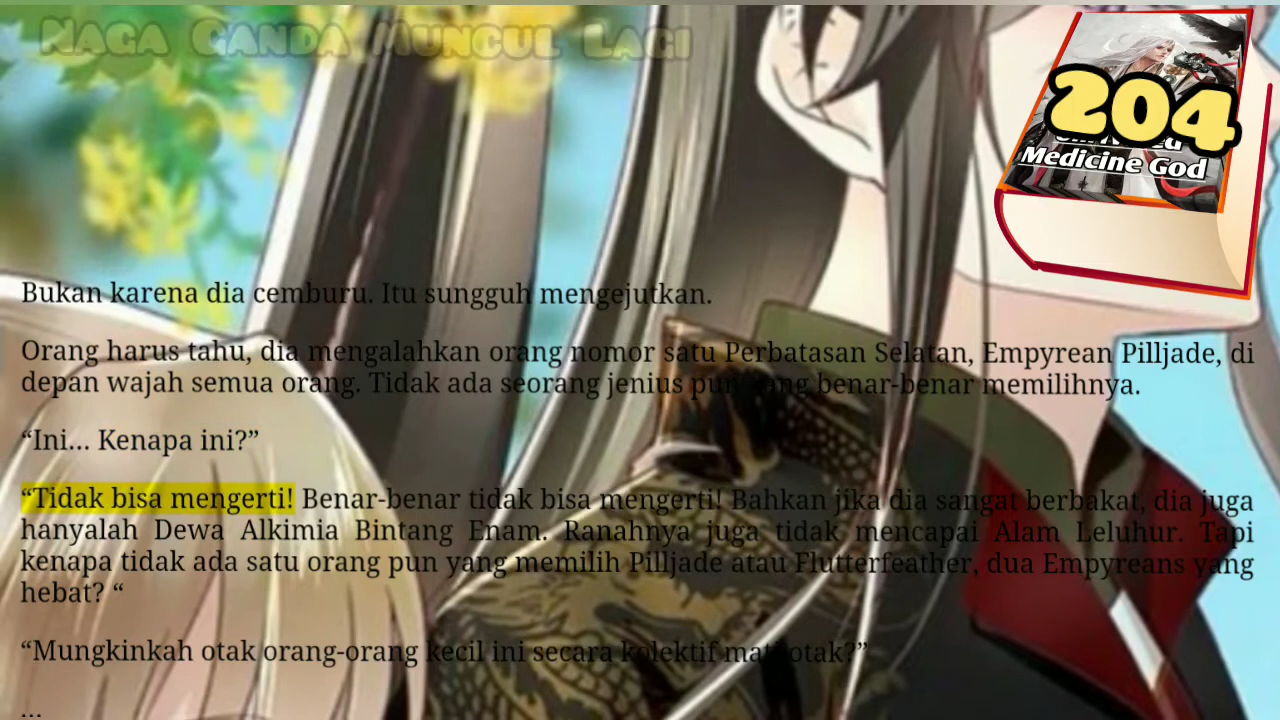 Naga Ganda Muncul Lagi
204
Medicine God
Bukan karena dia cemburu. Itu sungguh mengejutkan.
Orang harus tahu, dia mengalahkan orang nomor satu Perbatasan Selatan, Empyrean Pilljade, di
depan wajah semua orang. Tidak ada seorang jenius pun yang benar-benar memilihnya.
“Ini... Kenapa ini?”
“Tidak bisa mengerti! Benar-benar tidak bisa mengerti! Bahkan jika dia sangat berbakat, dia juga
hanyalah Dewa Alkimia Bintang Enam. Ranahnya juga tidak mencapai Alam Leluhur. Tapi
kenapa tidak ada satu orang pun yang memilih Pilljade atau Flutterfeather, dua Empyreans yang
hebat? “
“Mungkinkah otak orang-orang kecil ini secara kolektif mati otak?”
...